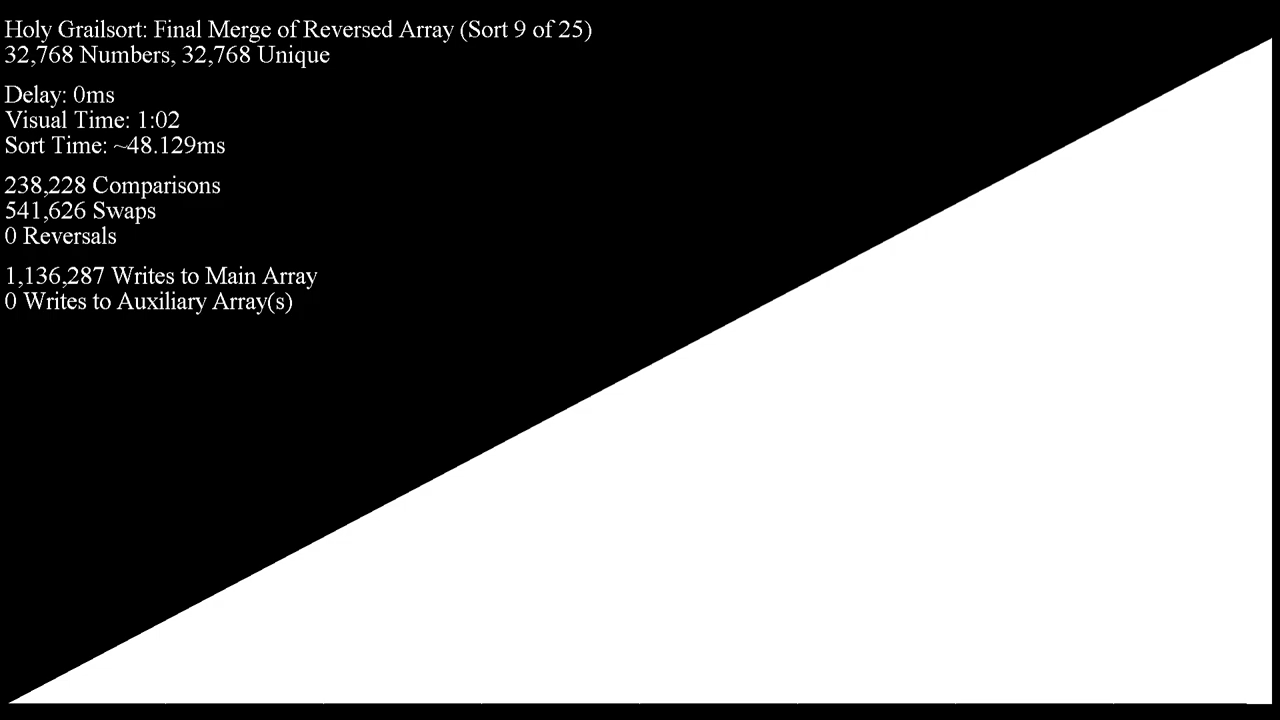 Holy Grailsort: Final Merge of Reversed Array (Sort 9 of 25)
32,768 Numbers, 32,768 Unique
Delay: 0ms
Visual Time: 1:02
Sort Time: ~48.129ms
238,228 Comparisons
541,626 Swaps
0 Reversals
1,136,287 Writes to Main Array
0 Writes to Auxiliary Array(s)